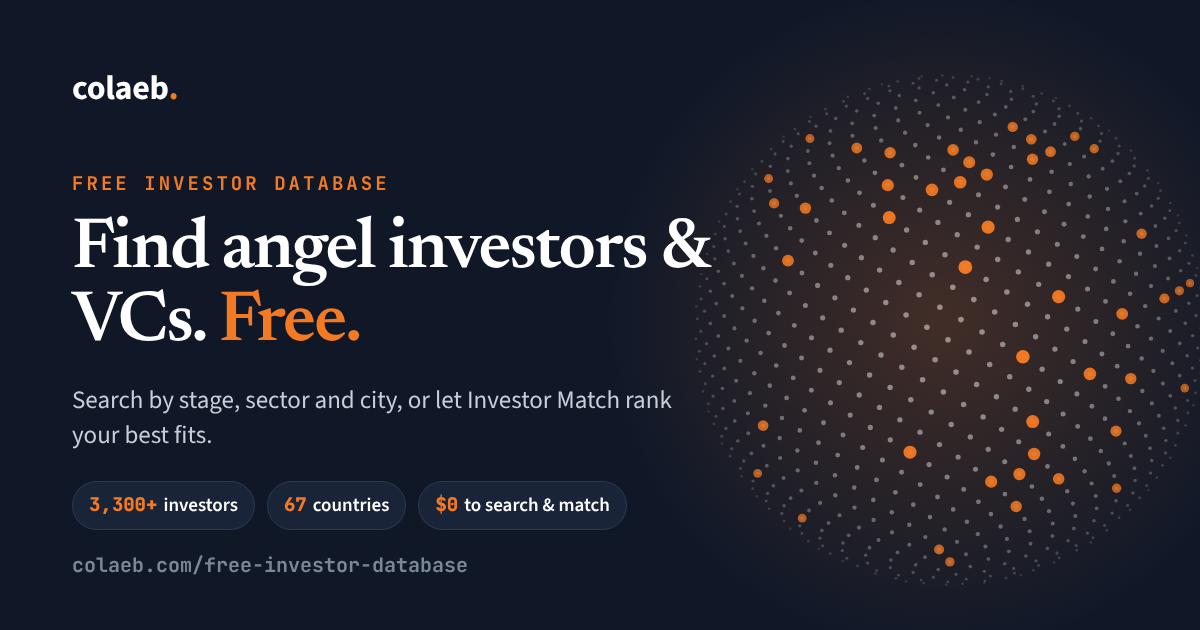 colaeb.
FREE INVESTOR DATABASE
Find angel investors &
VCs. Free.
Search by stage, sector and city, or let Investor Match rank
your best fits.
3,300+ investors 67 countries $0 to search & match
colaeb.com/free-investor-database